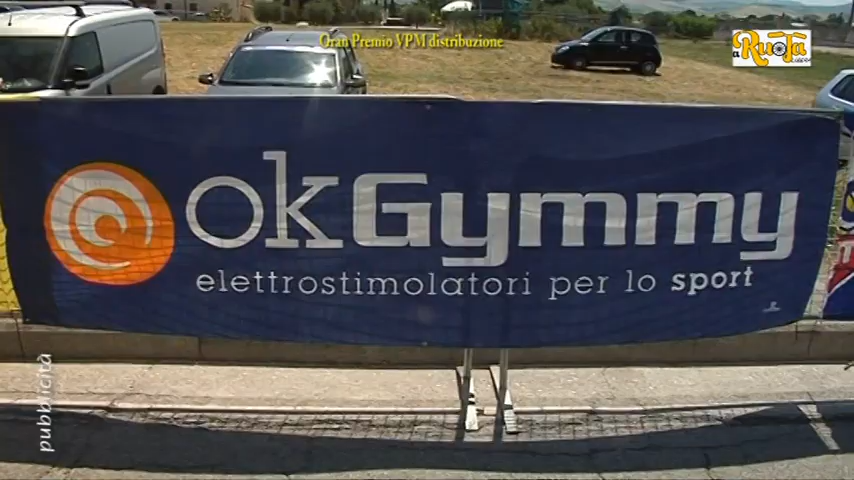 Gran Premio VPM distribuzione
la RuoTa
okGymmy
elettrostimolatori per lo sport
pubblicità